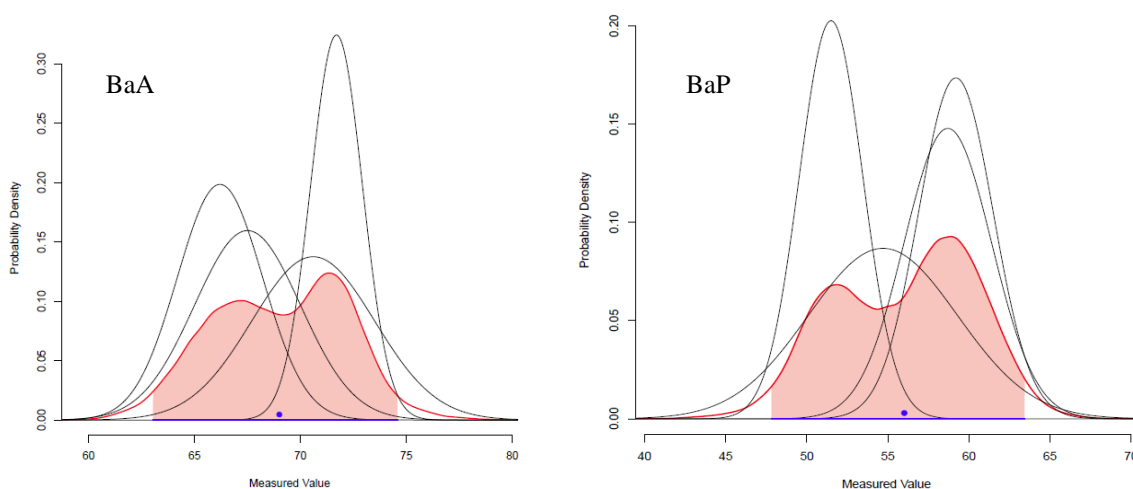 BaA
Probability Density
0.00 0.05 0.10 0.15 0.20 0.25 0.30
60 65 70 75 80
Measured Value
BaP
Probability Density
0.00 0.05 0.10 0.15 0.20
40 45 50 55 60 65 70
Measured Value